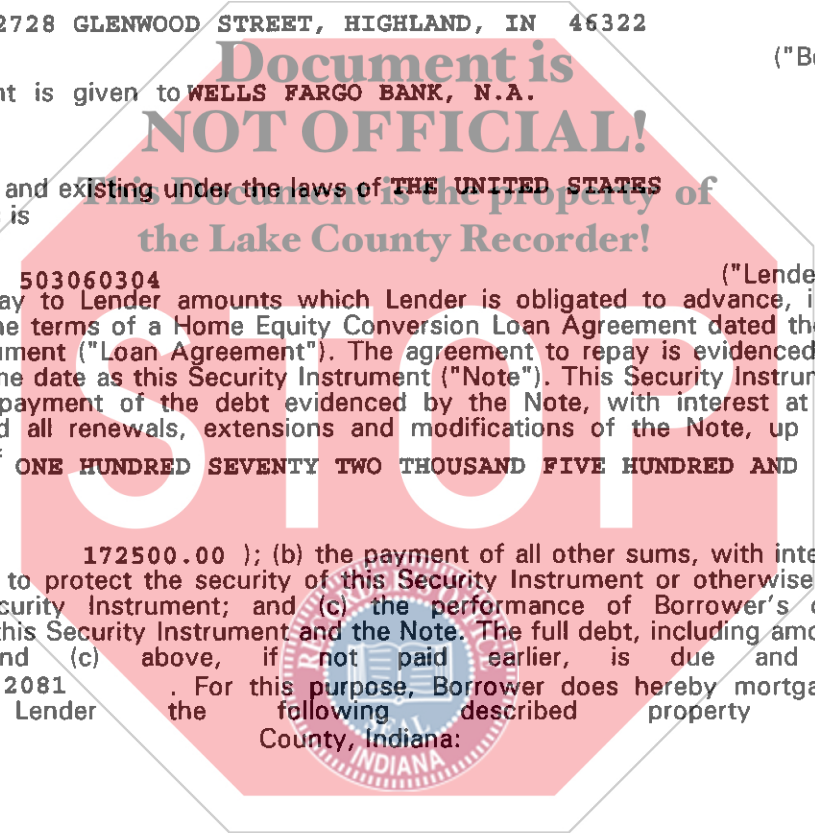 2728 GLENWOOD STREET, HIGHLAND, IN 46322
Document is
("B
nt is given to WELLS FARGO BANK, N.A.
NOT OFFICIAL!
and existing under the laws of THE UNITED STATES
This Document is the property of
is
the Lake County Recorder!
503060304 ("Lende
ay to Lender amounts which Lender is obligated to advance, i
ne terms of a Home Equity Conversion Loan Agreement dated the
ument ("Loan Agreement"). The agreement to repay is evidenced
ne date as this Security Instrument ("Note"). This Security Instrum
payment of the debt evidenced by the Note, with interest at
d all renewals, extensions and modifications of the Note, up
ONE HUNDRED SEVENTY TWO THOUSAND FIVE HUNDRED AND
STOP
172500.00 ); (b) the payment of all other sums, with inte
to protect the security of this Security Instrument or otherwise
curity Instrument; and (c) the performance of Borrower's
this Security Instrument and the Note. The full debt, including amo
nd (c) above, if not paid earlier, is due and
2081 . For this purpose, Borrower does hereby mortga
Lender the following described property
County, Indiana:
SEAL
INDIANA